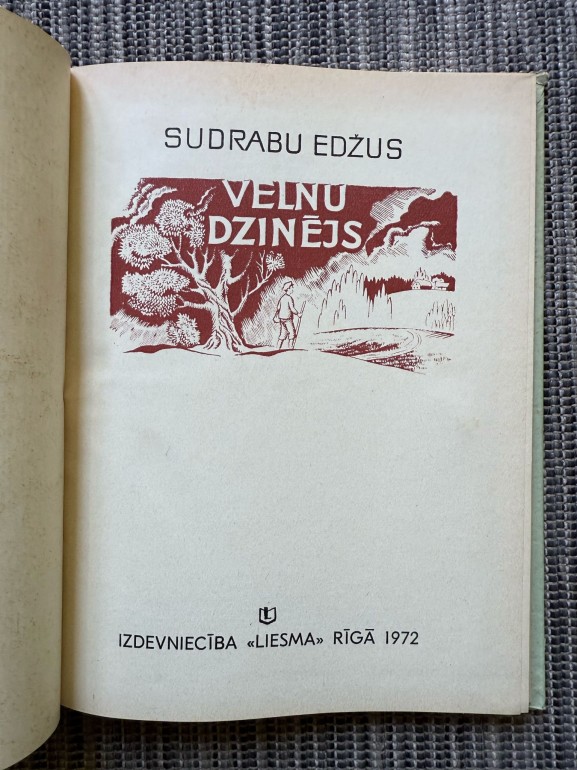 SUDRABU EDŽUS
VELNU
DZINĒJS
IZDEVNIECĪBA «LIESMA» RĪGĀ 1972